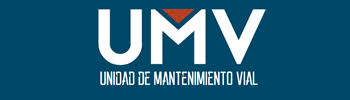 UMV
UNIDAD DE MANTENIMIENTO VIAL